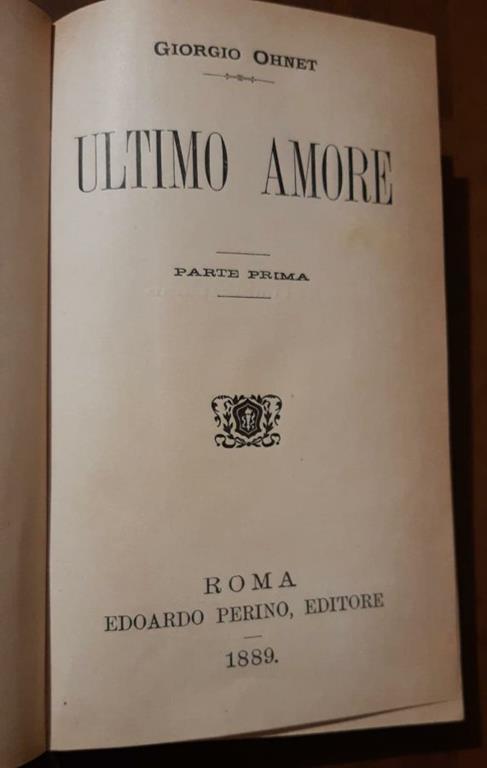 GIORGIO OHNET
ULTIMO AMORE
PARTE PRIMA
ROMA
EDOARDO PERINO, EDITORE
1889.